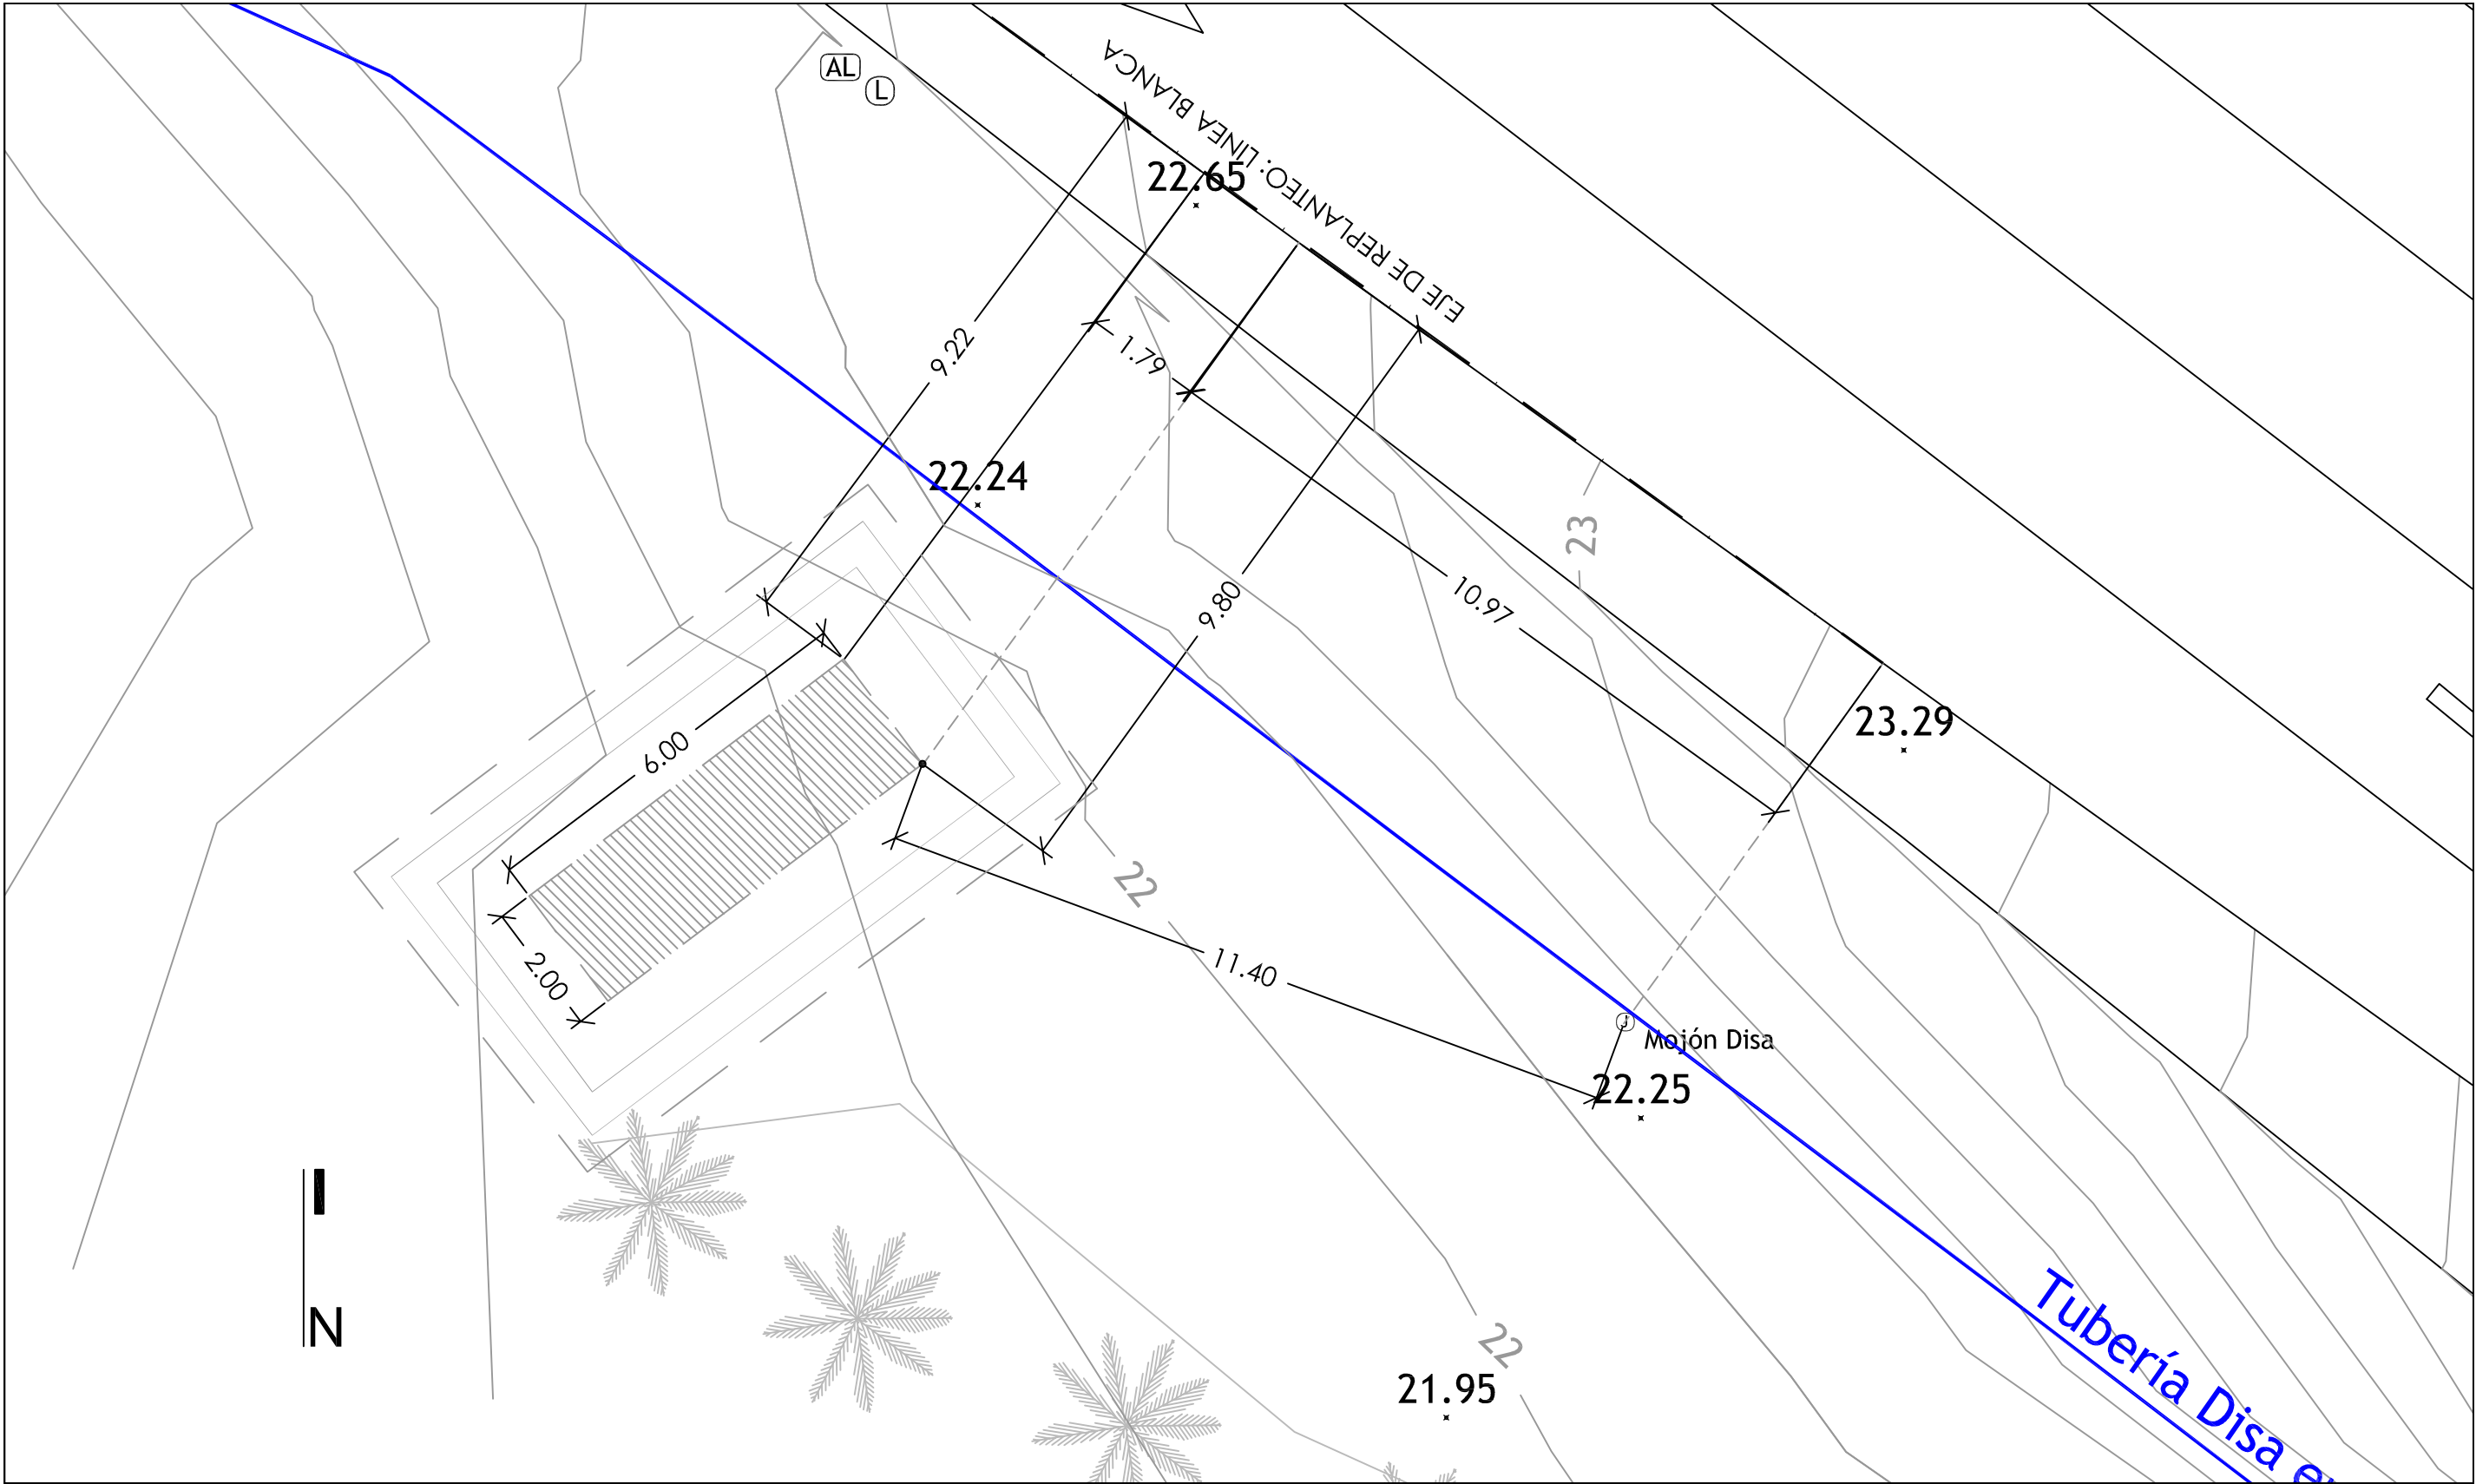 AL
L
EJE DE REPLANTEO: LÍNEA BLANCA
22.65
9.22
1.79
22.24
23
10.97
9.80
23.29
6.00
22
2.00
11.40
J
Mojón Disa
22.25
I
N
22
21.95
Tubería Disa